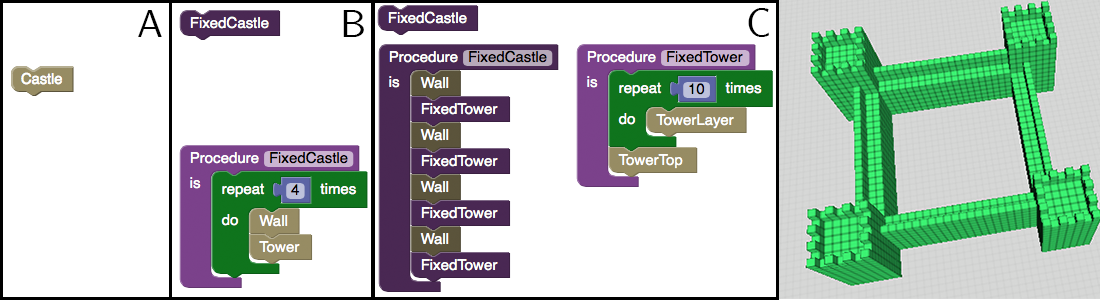 A
Castle
B
FixedCastle
Procedure FixedCastle
is repeat 4 times
do Wall
Tower
C
FixedCastle
Procedure FixedCastle
is Wall
FixedTower
Wall
FixedTower
Wall
FixedTower
Wall
FixedTower
Procedure FixedTower
is repeat 10 times
do TowerLayer
TowerTop